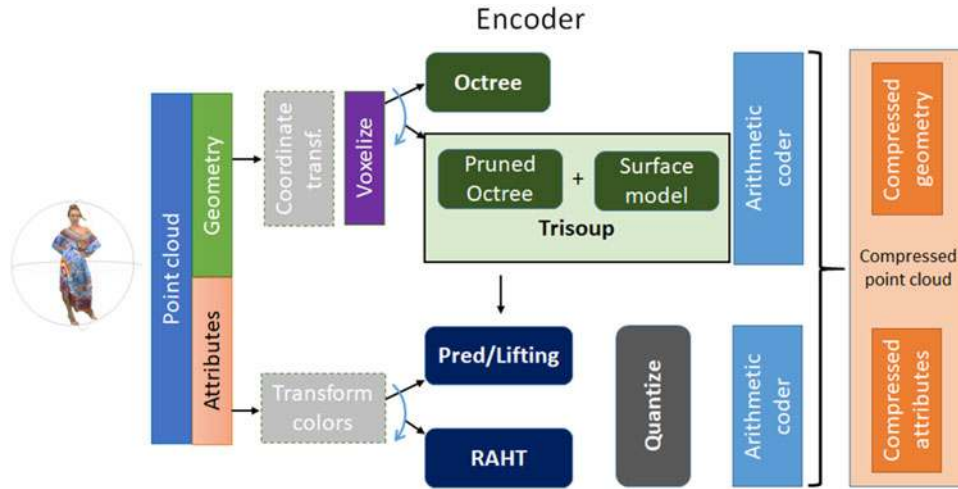 Encoder
Point cloud
Geometry
Attributes
Coordinate
transf.
Voxelize
Octree
Pruned
Octree
+
Surface
model
Trisoup
Arithmetic
coder
Compressed
geometry
Compressed
point cloud
Transform
colors
Pred/Lifting
RAHT
Quantize
Arithmetic
coder
Compressed
attributes